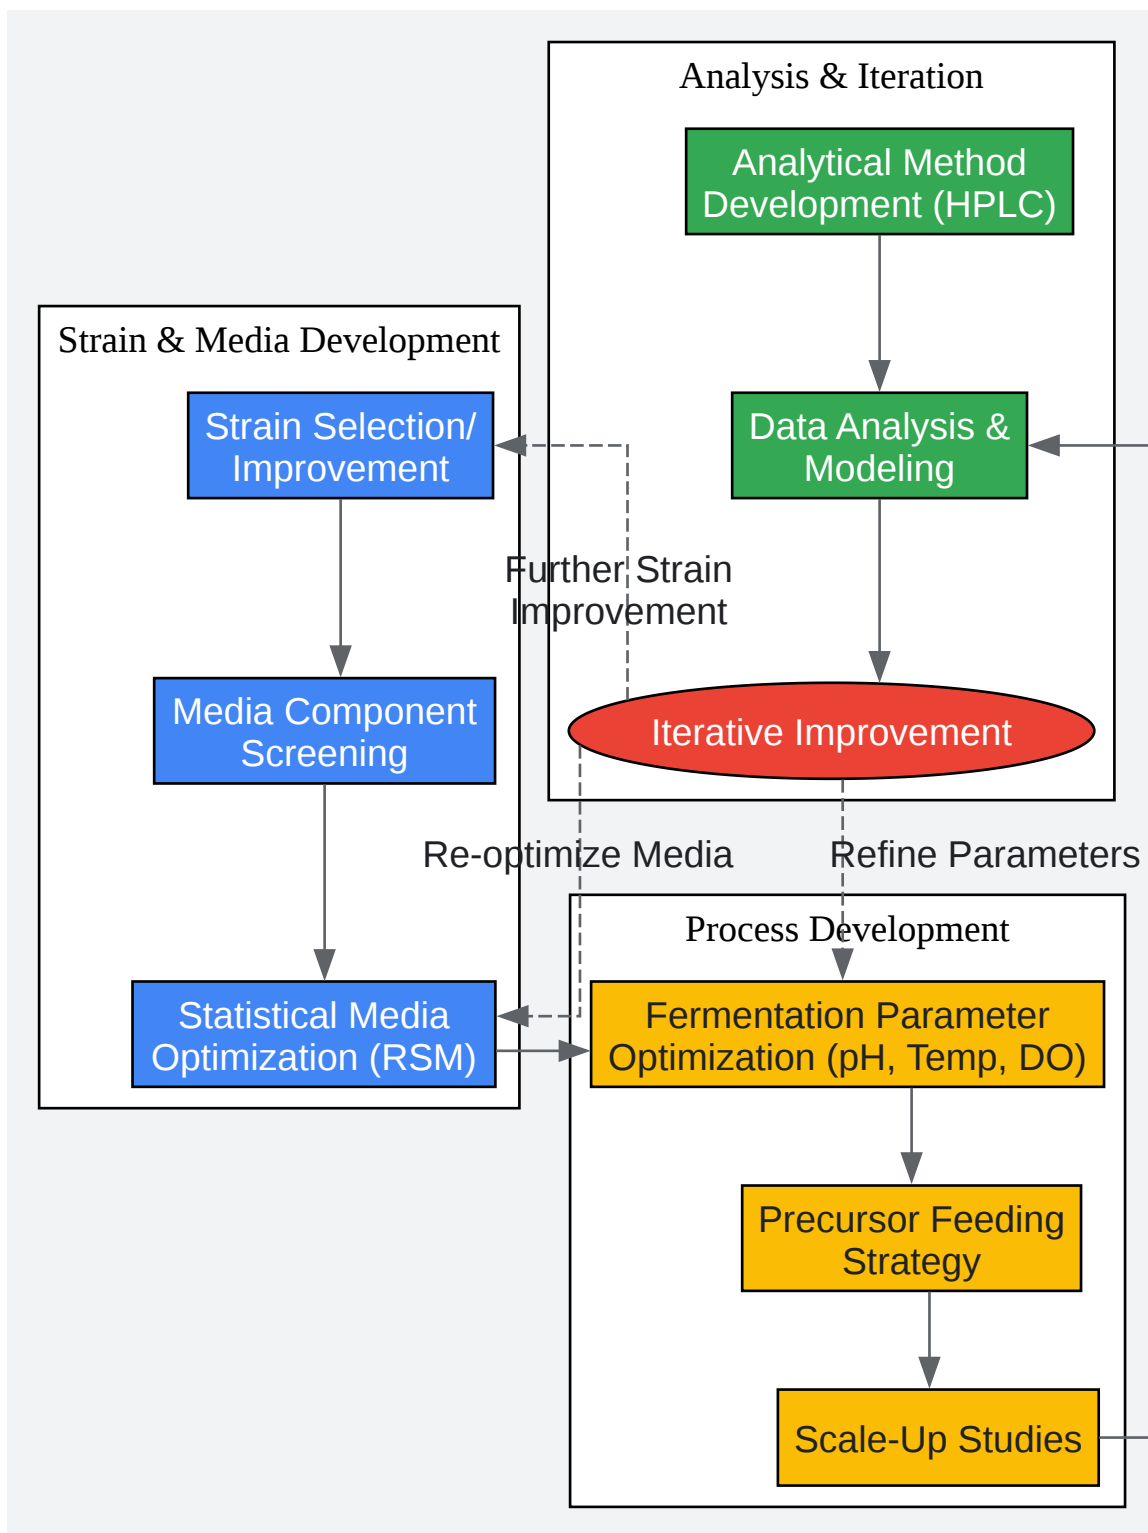 Analysis & Iteration
Analytical Method
Development (HPLC)
Strain & Media Development
Strain Selection/
Improvement
Data Analysis &
Modeling
Further Strain
Improvement
Media Component
Screening
Iterative Improvement
Re-optimize Media
Refine Parameters
Process Development
Statistical Media
Optimization (RSM)
Fermentation Parameter
Optimization (pH, Temp, DO)
Precursor Feeding
Strategy
Scale-Up Studies